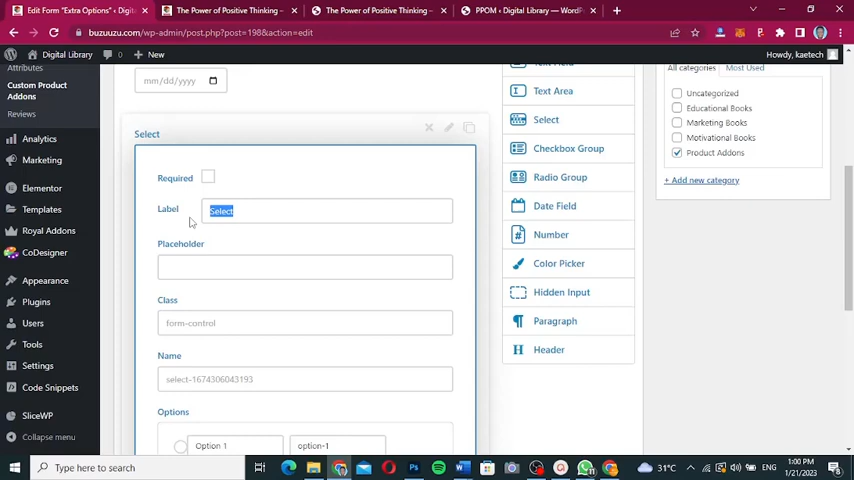 Edit Form "Extra Options" ‹ Digit
The Power of Positive Thinking –
The Power of Positive Thinking –
PPOM ‹ Digital Library — WordPr
buzuuzu.com/wp-admin/post.php?post=198&action=edit
Digital Library
0
New
Howdy, kaetech
Attributes
Custom Product
Addons
Reviews
Analytics
Marketing
Elementor
Templates
Royal Addons
CoDesigner
Appearance
Plugins
Users
Tools
Settings
Code Snippets
SliceWP
Collapse menu
mm/dd/yyyy
Select
Required
Label
Select
Placeholder
Class
form-control
Name
select-1674306043193
Options
Option 1
option-1
Text Field
Text Area
Select
Checkbox Group
Radio Group
Date Field
Number
Color Picker
Hidden Input
Paragraph
Header
All categories
Most Used
Uncategorized
Educational Books
Marketing Books
Motivational Books
Product Addons
+ Add new category
Type here to search
31°C
ENG
1:00 PM
1/21/2023